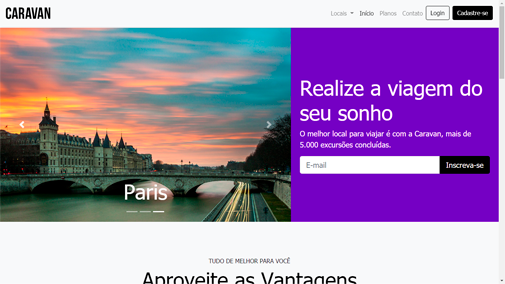 CARAVAN
Locais Início Planos Contato Login Cadastre-se
Realize a viagem do
seu sonho
O melhor local para viajar é com a Caravan, mais de
5.000 excursões concluídas.
E-mail Inscreva-se
Paris
TUDO DE MELHOR PARA VOCÊ
Aproveite as Vantagens